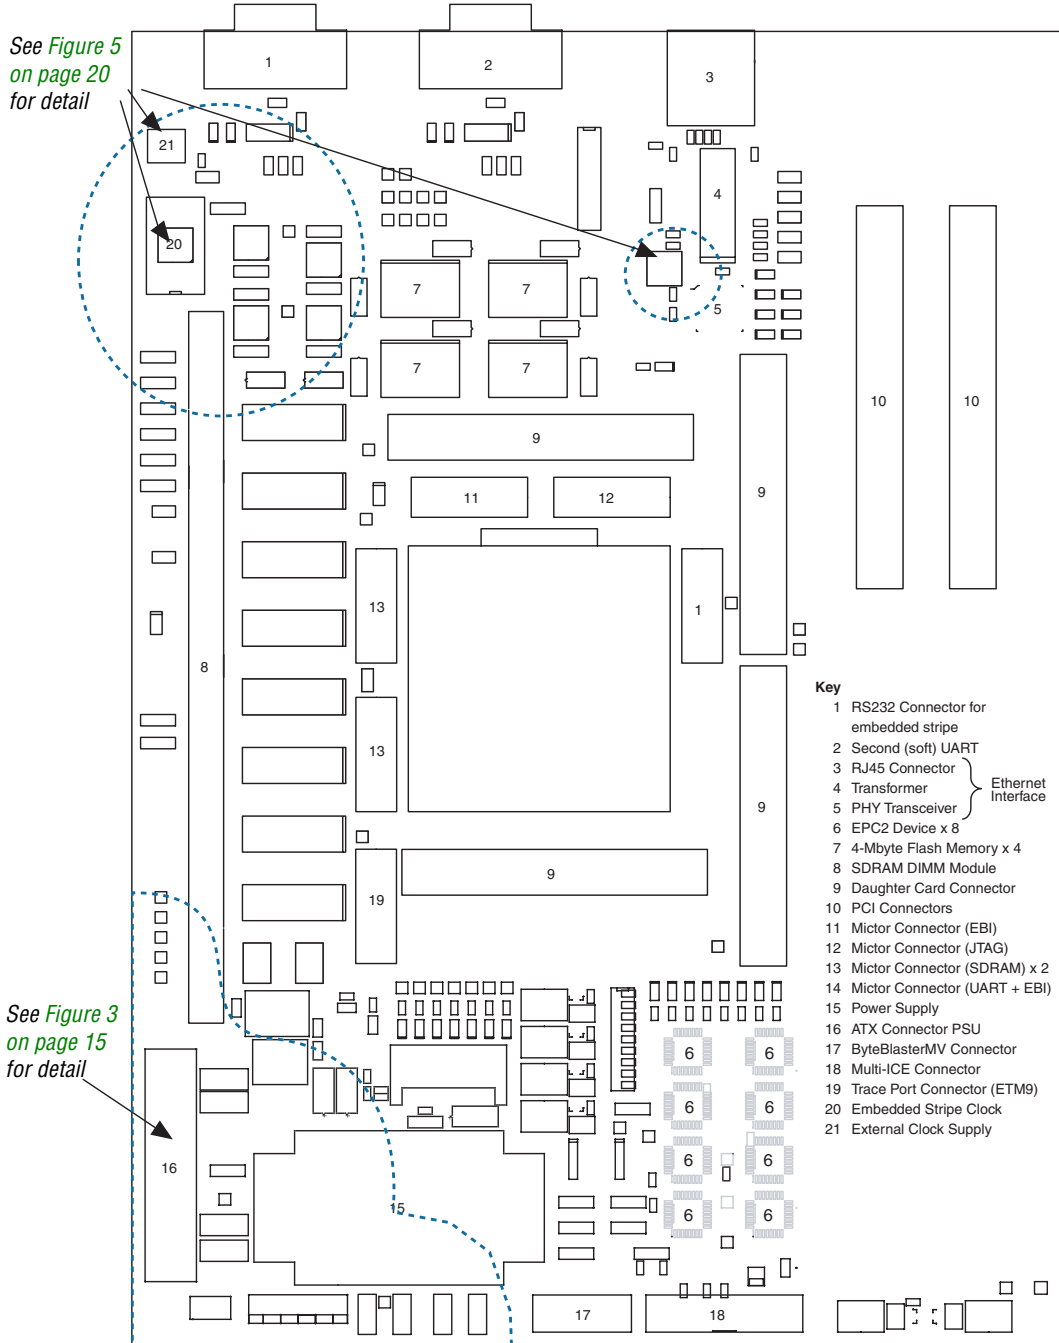 See Figure 5
on page 20
for detail
1
2
3
21
4
20
7
7
5
7
7
10
10
9
11
12
9
13
1
8
13
9
9
19
Key
1 RS232 Connector for
embedded stripe
2 Second (soft) UART
3 RJ45 Connector
4 Transformer
5 PHY Transceiver
Ethernet
Interface
6 EPC2 Device x 8
7 4-Mbyte Flash Memory x 4
8 SDRAM DIMM Module
9 Daughter Card Connector
10 PCI Connectors
11 Mictor Connector (EBI)
12 Mictor Connector (JTAG)
13 Mictor Connector (SDRAM) x 2
14 Mictor Connector (UART + EBI)
15 Power Supply
16 ATX Connector PSU
17 ByteBlasterMV Connector
18 Multi-ICE Connector
19 Trace Port Connector (ETM9)
20 Embedded Stripe Clock
21 External Clock Supply
See Figure 3
on page 15
for detail
6
6
6
6
6
6
6
6
16
15
17
18